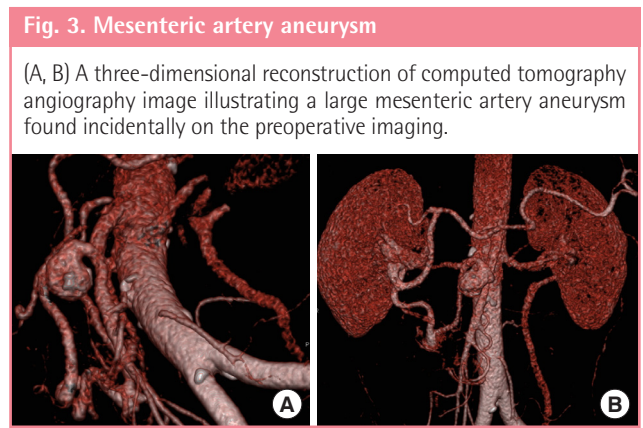 Fig. 3. Mesenteric artery aneurysm
(A, B) A three-dimensional reconstruction of computed tomography
angiography image illustrating a large mesenteric artery aneurysm
found incidentally on the preoperative imaging.
A
B